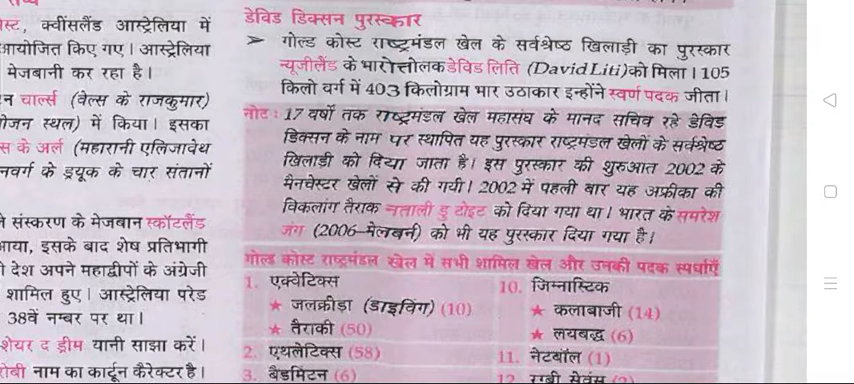 तथ्य
स्ट, क्वींसलैंड आस्ट्रेलिया में
आयोजित किए गए। आस्ट्रेलिया
मेजबानी कर रहा है।
न चार्ल्स (वेल्स के राजकुमार)
ोजन स्थल) में किया। इसका
स के अर्ल (महारानी एलिजाबेथ
नबर्ग के ड्यूक के चार संतानों
े संस्करण के मेजबान स्कॉटलैंड
आया, इसके बाद शेष प्रतिभागी
ो देश अपने महाद्वीपों के अंग्रेजी
शामिल हुए। आस्ट्रेलिया परेड
38वें नम्बर पर था।
शेयर द ड्रीम यानी साझा करें।
रोबी नाम का कार्टून कैरेक्टर है।
डेविड डिक्सन पुरस्कार
➢ गोल्ड कोस्ट राष्ट्रमंडल खेल के सर्वश्रेष्ठ खिलाड़ी का पुरस्कार
न्यूजीलैंड के भारोत्तोलक डेविड लिति (David Liti) को मिला। 105
किलो वर्ग में 403 किलोग्राम भार उठाकार इन्होंने स्वर्ण पदक जीता।
नोट : 17 वर्षों तक राष्ट्रमंडल खेल महासंघ के मानद सचिव रहे डेविड
डिक्सन के नाम पर स्थापित यह पुरस्कार राष्ट्रमंडल खेलों के सर्वश्रेष्ठ
खिलाडी को दिया जाता है। इस पुरस्कार की शुरुआत 2002 के
मैनचेस्टर खेलों से की गयी। 2002 में पहली बार यह अफ्रीका की
विकलांग तैराक नताली डु टोइट को दिया गया था। भारत के समरेश
जंग (2006–मेलबर्न) को भी यह पुरस्कार दिया गया है।
गोल्ड कोस्ट राष्ट्रमंडल खेल में सभी शामिल खेल और उनकी पदक स्पर्धाएँ
1. एक्वेटिक्स
★ जलक्रीड़ा (डाइविंग) (10)
★ तैराकी (50)
2. एथलेटिक्स (58)
3. बैडमिंटन (6)
10. जिम्नास्टिक
★ कलाबाजी (14)
★ लयबद्ध (6)
11. नेटबॉल (1)
12. रग्बी सेवंस (2)